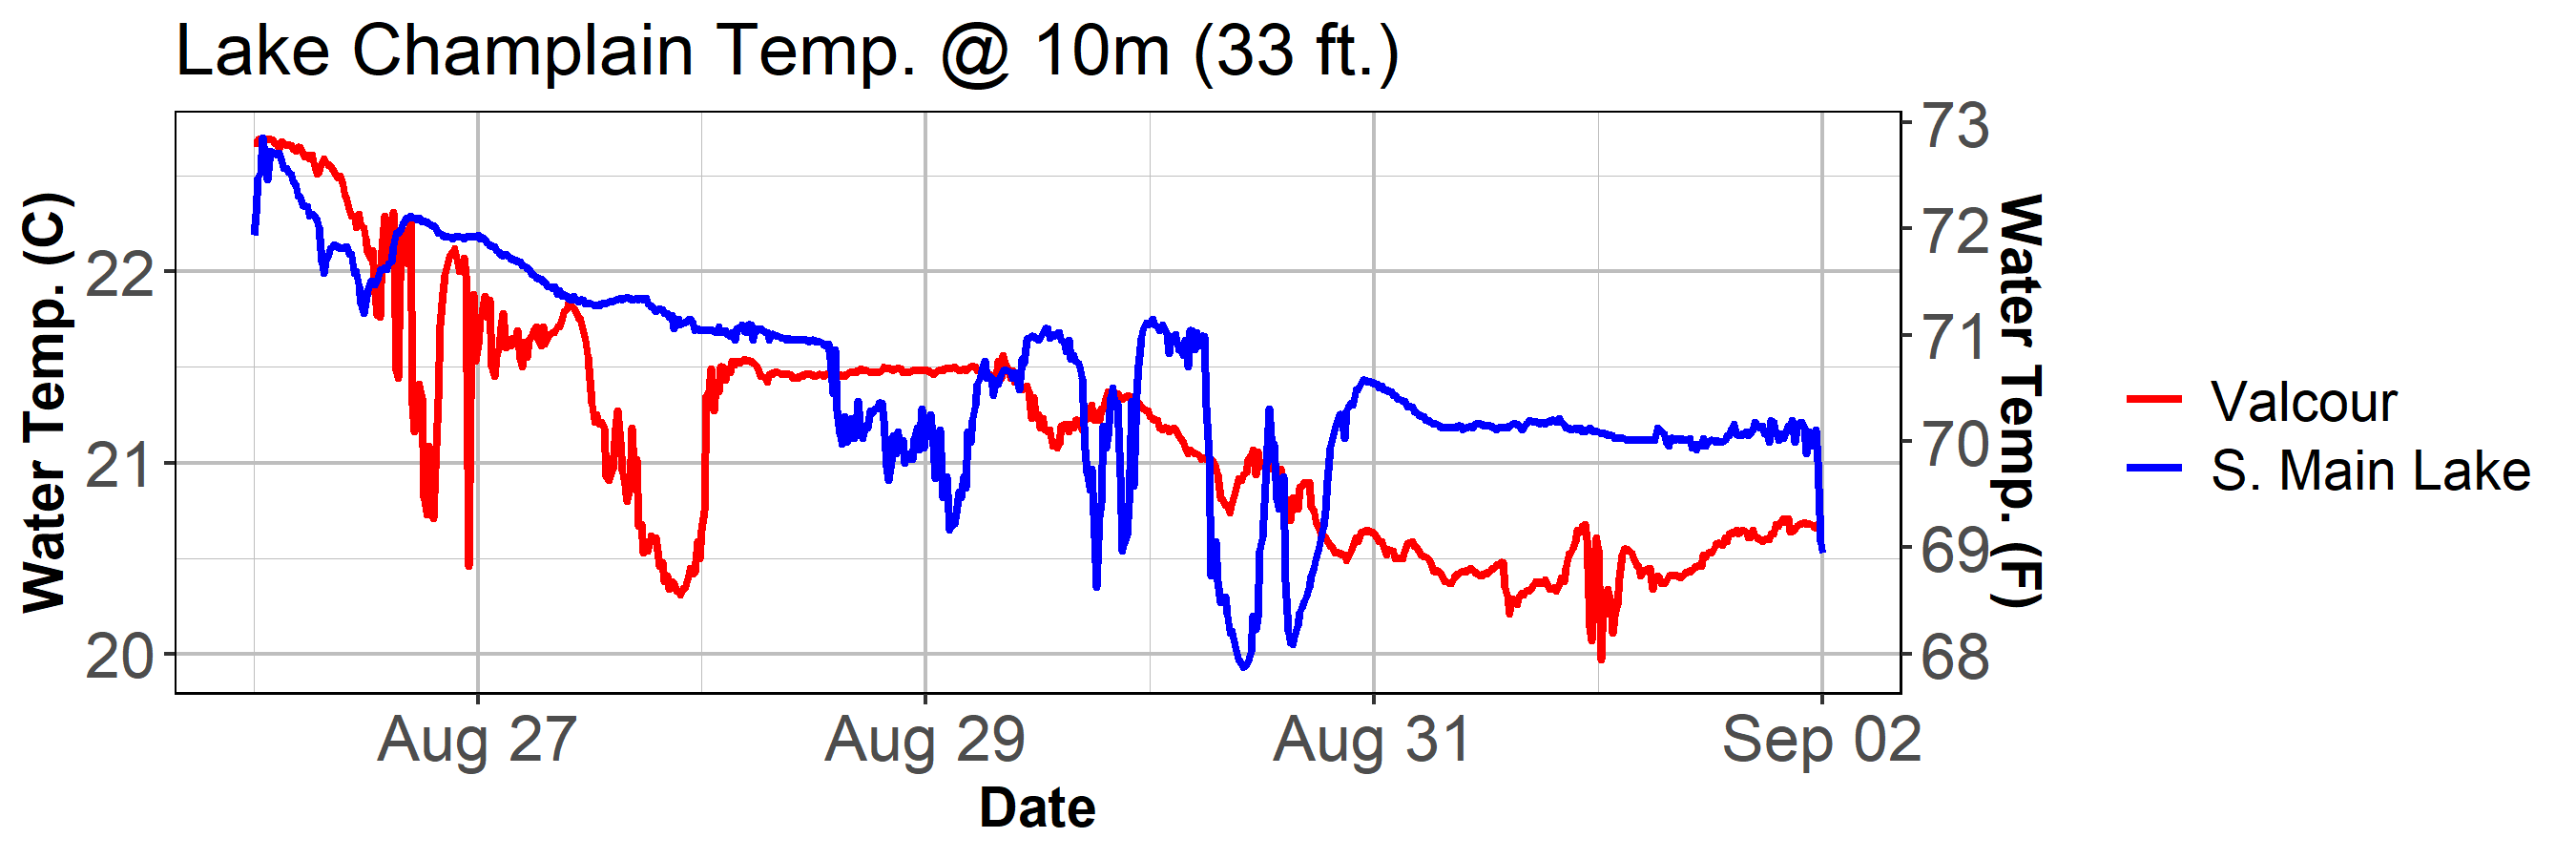 Lake Champlain Temp. @ 10m (33 ft.)
Water Temp. (C)
22
21
20
73
72
71
70
69
68
Water Temp. (F)
Aug 27
Aug 29
Aug 31
Sep 02
Date
Valcour
S. Main Lake